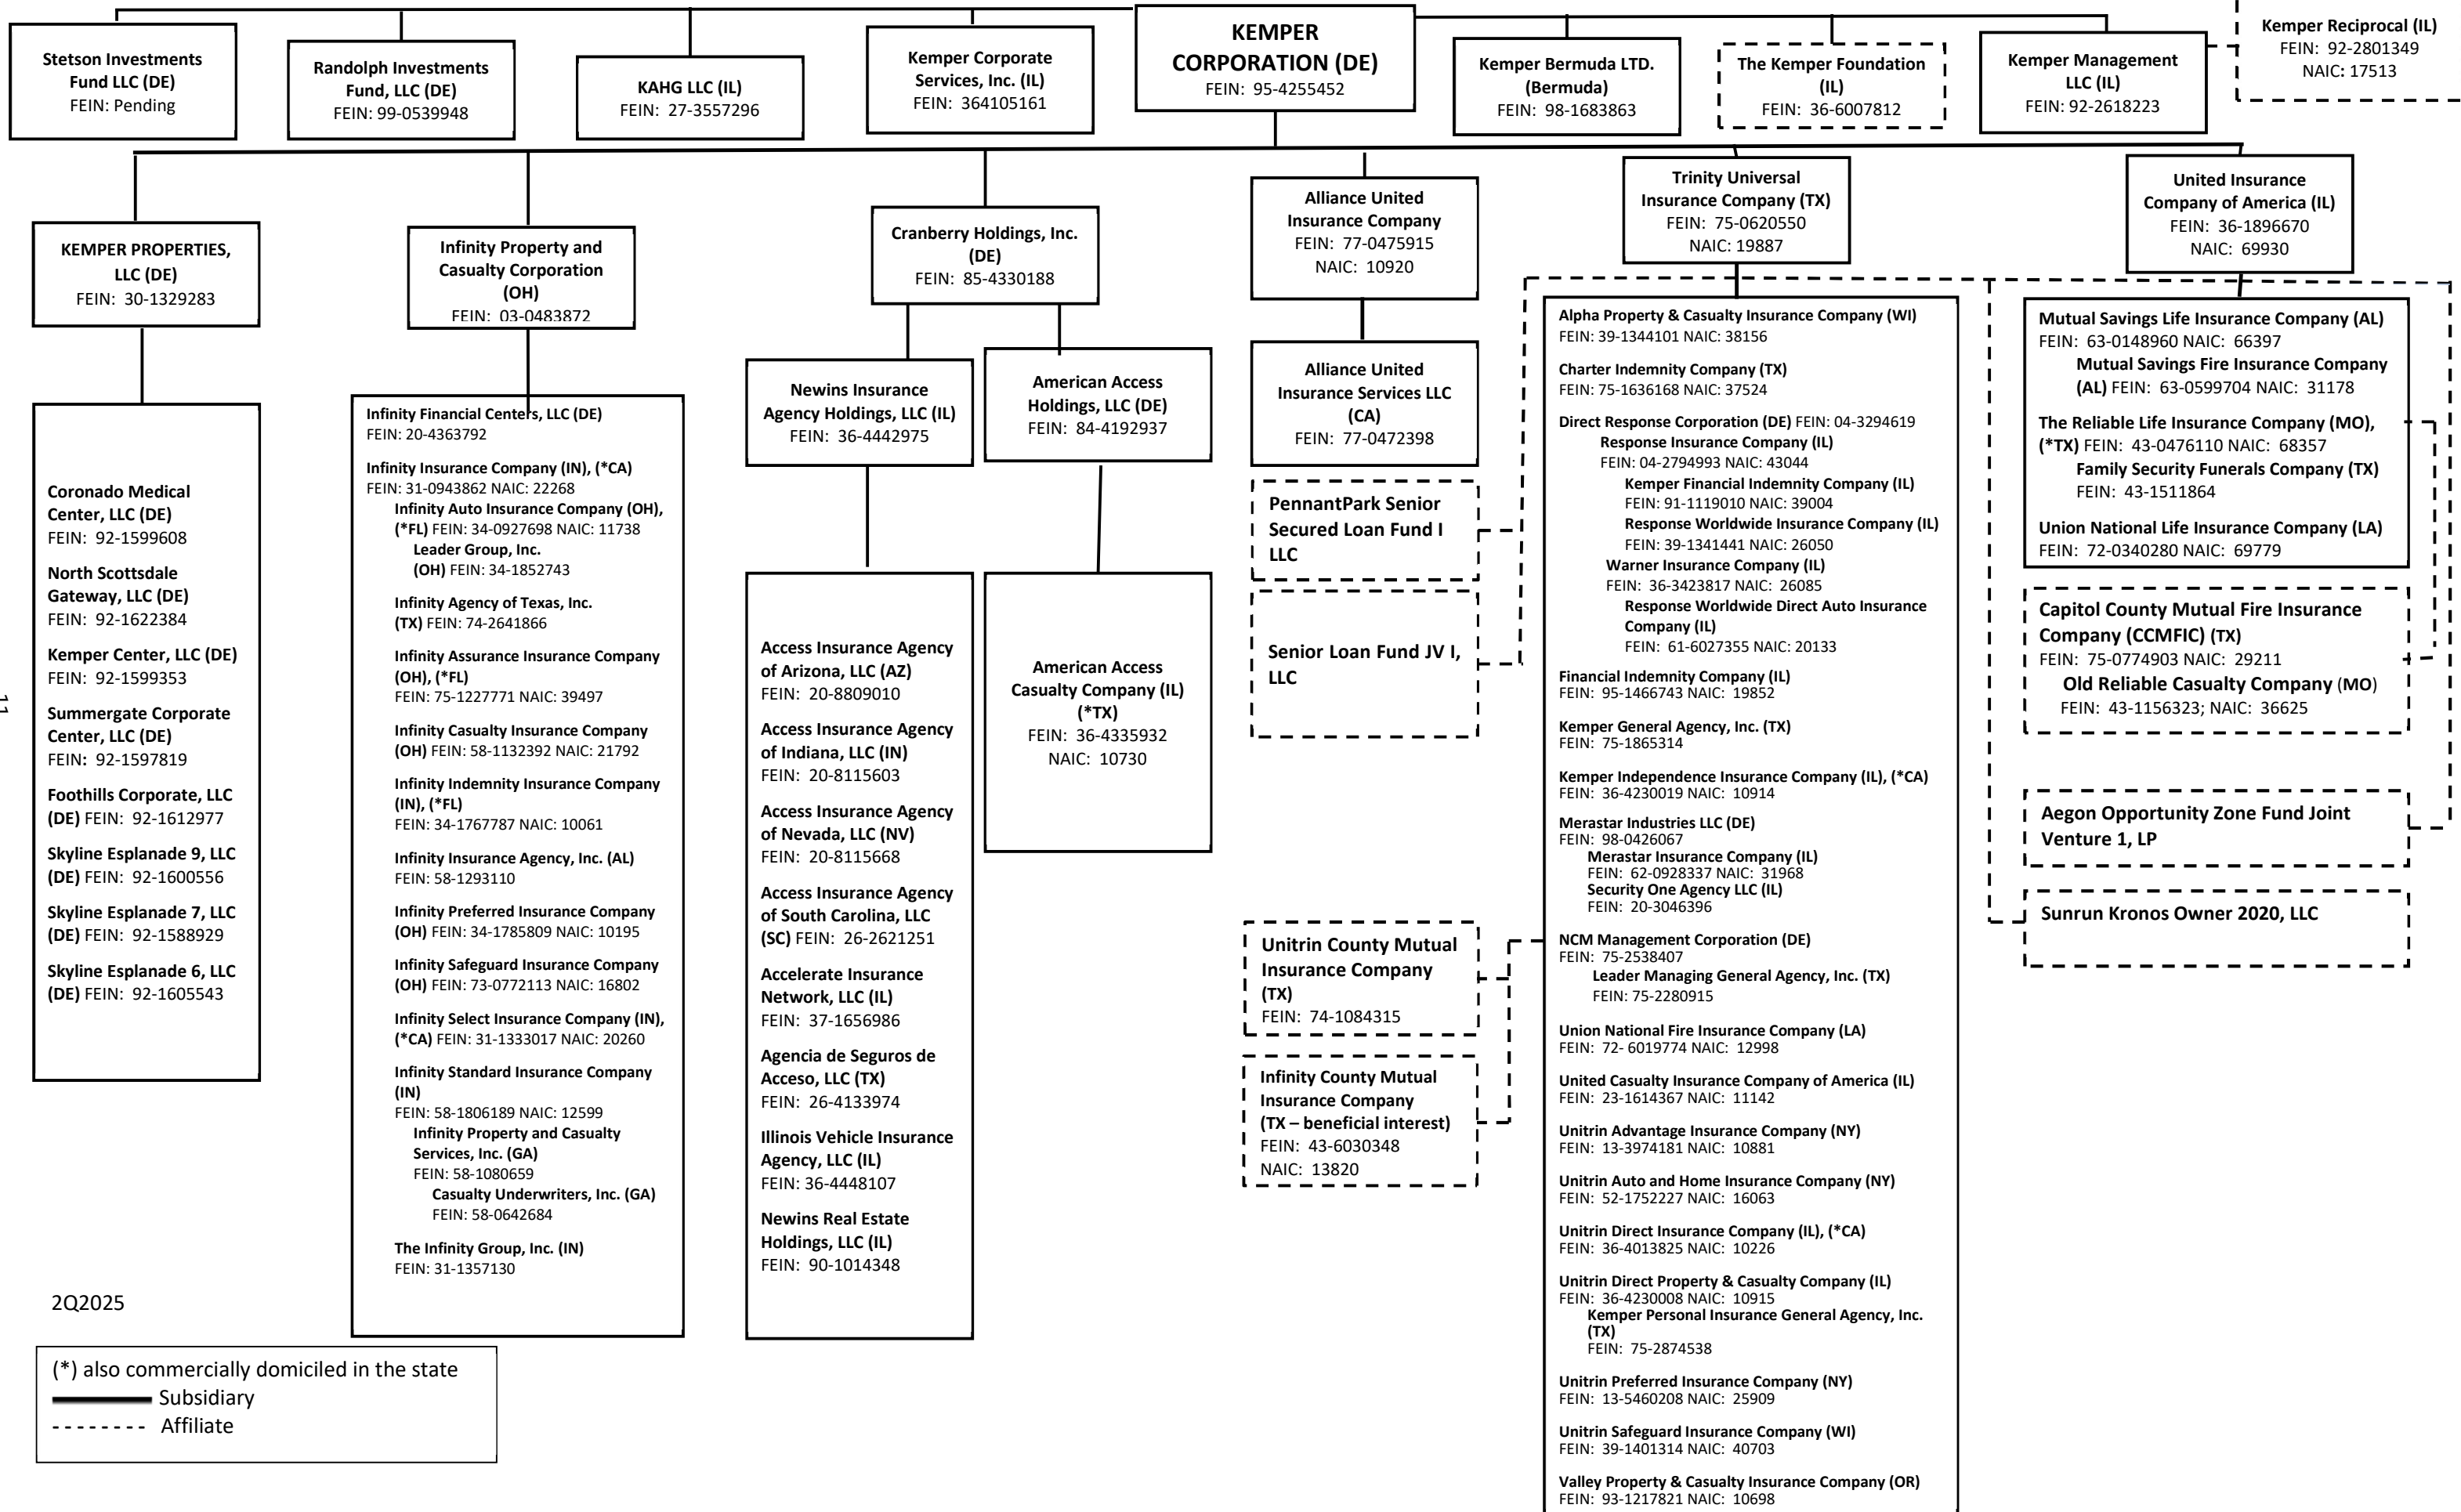 KEMPER
CORPORATION (DE)
FEIN: 95-4255452
Stetson Investments
Fund LLC (DE)
FEIN: Pending
Randolph Investments
Fund, LLC (DE)
FEIN: 99-0539948
KAHG LLC (IL)
FEIN: 27-3557296
Kemper Corporate
Services, Inc. (IL)
FEIN: 364105161
Kemper Bermuda LTD.
(Bermuda)
FEIN: 98-1683863
The Kemper Foundation
(IL)
FEIN: 36-6007812
Kemper Management
LLC (IL)
FEIN: 92-2618223
Kemper Reciprocal (IL)
FEIN: 92-2801349
NAIC: 17513
KEMPER PROPERTIES,
LLC (DE)
FEIN: 30-1329283
Infinity Property and
Casualty Corporation
(OH)
FEIN: 03-0483872
Cranberry Holdings, Inc.
(DE)
FEIN: 85-4330188
Alliance United
Insurance Company
FEIN: 77-0475915
NAIC: 10920
Trinity Universal
Insurance Company (TX)
FEIN: 75-0620550
NAIC: 19887
United Insurance
Company of America (IL)
FEIN: 36-1896670
NAIC: 69930
Coronado Medical
Center, LLC (DE)
FEIN: 92-1599608
North Scottsdale
Gateway, LLC (DE)
FEIN: 92-1622384
Kemper Center, LLC (DE)
FEIN: 92-1599353
Summergate Corporate
Center, LLC (DE)
FEIN: 92-1597819
Foothills Corporate, LLC
(DE) FEIN: 92-1612977
Skyline Esplanade 9, LLC
(DE) FEIN: 92-1600556
Skyline Esplanade 7, LLC
(DE) FEIN: 92-1588929
Skyline Esplanade 6, LLC
(DE) FEIN: 92-1605543
Infinity Financial Centers, LLC (DE)
FEIN: 20-4363792
Infinity Insurance Company (IN), (*CA)
FEIN: 31-0943862 NAIC: 22268
Infinity Auto Insurance Company (OH),
(*FL) FEIN: 34-0927698 NAIC: 11738
Leader Group, Inc.
(OH) FEIN: 34-1852743
Infinity Agency of Texas, Inc.
(TX) FEIN: 74-2641866
Infinity Assurance Insurance Company
(OH), (*FL)
FEIN: 75-1227771 NAIC: 39497
Infinity Casualty Insurance Company
(OH) FEIN: 58-1132392 NAIC: 21792
Infinity Indemnity Insurance Company
(IN), (*FL)
FEIN: 34-1767787 NAIC: 10061
Infinity Insurance Agency, Inc. (AL)
FEIN: 58-1293110
Infinity Preferred Insurance Company
(OH) FEIN: 34-1785809 NAIC: 10195
Infinity Safeguard Insurance Company
(OH) FEIN: 73-0772113 NAIC: 16802
Infinity Select Insurance Company (IN),
(*CA) FEIN: 31-1333017 NAIC: 20260
Infinity Standard Insurance Company
(IN)
FEIN: 58-1806189 NAIC: 12599
Infinity Property and Casualty
Services, Inc. (GA)
FEIN: 58-1080659
Casualty Underwriters, Inc. (GA)
FEIN: 58-0642684
The Infinity Group, Inc. (IN)
FEIN: 31-1357130
Newins Insurance
Agency Holdings, LLC (IL)
FEIN: 36-4442975
American Access
Holdings, LLC (DE)
FEIN: 84-4192937
Access Insurance Agency
of Arizona, LLC (AZ)
FEIN: 20-8809010
Access Insurance Agency
of Indiana, LLC (IN)
FEIN: 20-8115603
Access Insurance Agency
of Nevada, LLC (NV)
FEIN: 20-8115668
Access Insurance Agency
of South Carolina, LLC
(SC) FEIN: 26-2621251
Accelerate Insurance
Network, LLC (IL)
FEIN: 37-1656986
Agencia de Seguros de
Acceso, LLC (TX)
FEIN: 26-4133974
Illinois Vehicle Insurance
Agency, LLC (IL)
FEIN: 36-4448107
Newins Real Estate
Holdings, LLC (IL)
FEIN: 90-1014348
American Access
Casualty Company (IL)
(*TX)
FEIN: 36-4335932
NAIC: 10730
Alliance United
Insurance Services LLC
(CA)
FEIN: 77-0472398
PennantPark Senior
Secured Loan Fund I
LLC
Senior Loan Fund JV I,
LLC
Unitrin County Mutual
Insurance Company
(TX)
FEIN: 74-1084315
Infinity County Mutual
Insurance Company
(TX – beneficial interest)
FEIN: 43-6030348
NAIC: 13820
Alpha Property & Casualty Insurance Company (WI)
FEIN: 39-1344101 NAIC: 38156
Charter Indemnity Company (TX)
FEIN: 75-1636168 NAIC: 37524
Direct Response Corporation (DE) FEIN: 04-3294619
Response Insurance Company (IL)
FEIN: 04-2794993 NAIC: 43044
Kemper Financial Indemnity Company (IL)
FEIN: 91-1119010 NAIC: 39004
Response Worldwide Insurance Company (IL)
FEIN: 39-1341441 NAIC: 26050
Warner Insurance Company (IL)
FEIN: 36-3423817 NAIC: 26085
Response Worldwide Direct Auto Insurance
Company (IL)
FEIN: 61-6027355 NAIC: 20133
Financial Indemnity Company (IL)
FEIN: 95-1466743 NAIC: 19852
Kemper General Agency, Inc. (TX)
FEIN: 75-1865314
Kemper Independence Insurance Company (IL), (*CA)
FEIN: 36-4230019 NAIC: 10914
Merastar Industries LLC (DE)
FEIN: 98-0426067
Merastar Insurance Company (IL)
FEIN: 62-0928337 NAIC: 31968
Security One Agency LLC (IL)
FEIN: 20-3046396
NCM Management Corporation (DE)
FEIN: 75-2538407
Leader Managing General Agency, Inc. (TX)
FEIN: 75-2280915
Union National Fire Insurance Company (LA)
FEIN: 72- 6019774 NAIC: 12998
United Casualty Insurance Company of America (IL)
FEIN: 23-1614367 NAIC: 11142
Unitrin Advantage Insurance Company (NY)
FEIN: 13-3974181 NAIC: 10881
Unitrin Auto and Home Insurance Company (NY)
FEIN: 52-1752227 NAIC: 16063
Unitrin Direct Insurance Company (IL), (*CA)
FEIN: 36-4013825 NAIC: 10226
Unitrin Direct Property & Casualty Company (IL)
FEIN: 36-4230008 NAIC: 10915
Kemper Personal Insurance General Agency, Inc.
(TX)
FEIN: 75-2874538
Unitrin Preferred Insurance Company (NY)
FEIN: 13-5460208 NAIC: 25909
Unitrin Safeguard Insurance Company (WI)
FEIN: 39-1401314 NAIC: 40703
Valley Property & Casualty Insurance Company (OR)
FEIN: 93-1217821 NAIC: 10698
Mutual Savings Life Insurance Company (AL)
FEIN: 63-0148960 NAIC: 66397
Mutual Savings Fire Insurance Company
(AL) FEIN: 63-0599704 NAIC: 31178
The Reliable Life Insurance Company (MO),
(*TX) FEIN: 43-0476110 NAIC: 68357
Family Security Funerals Company (TX)
FEIN: 43-1511864
Union National Life Insurance Company (LA)
FEIN: 72-0340280 NAIC: 69779
Capitol County Mutual Fire Insurance
Company (CCMFIC) (TX)
FEIN: 75-0774903 NAIC: 29211
Old Reliable Casualty Company (MO)
FEIN: 43-1156323; NAIC: 36625
Aegon Opportunity Zone Fund Joint
Venture 1, LP
Sunrun Kronos Owner 2020, LLC
11
2Q2025
(*) also commercially domiciled in the state
Subsidiary
Affiliate